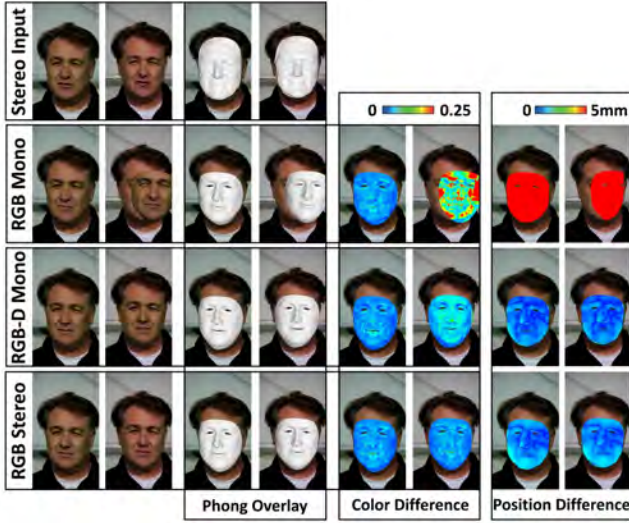 Stereo Input
0 0.25
0 5mm
RGB Mono
RGB-D Mono
RGB Stereo
Phong Overlay
Color Difference
Position Difference